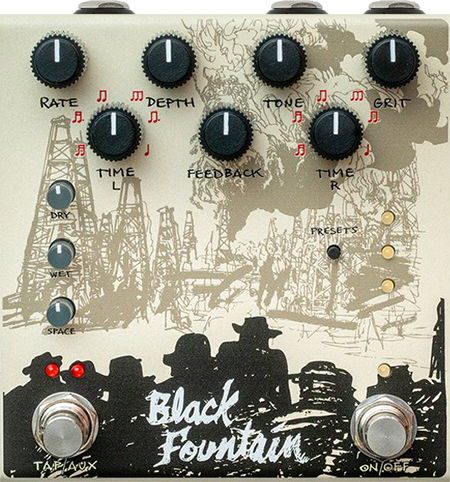 RATE DEPTH TONE GRIT
TIME L FEEDBACK TIME R
DRY
PRESETS
WET
SPACE
Black
Fountain
TAP/AUX ON/OFF